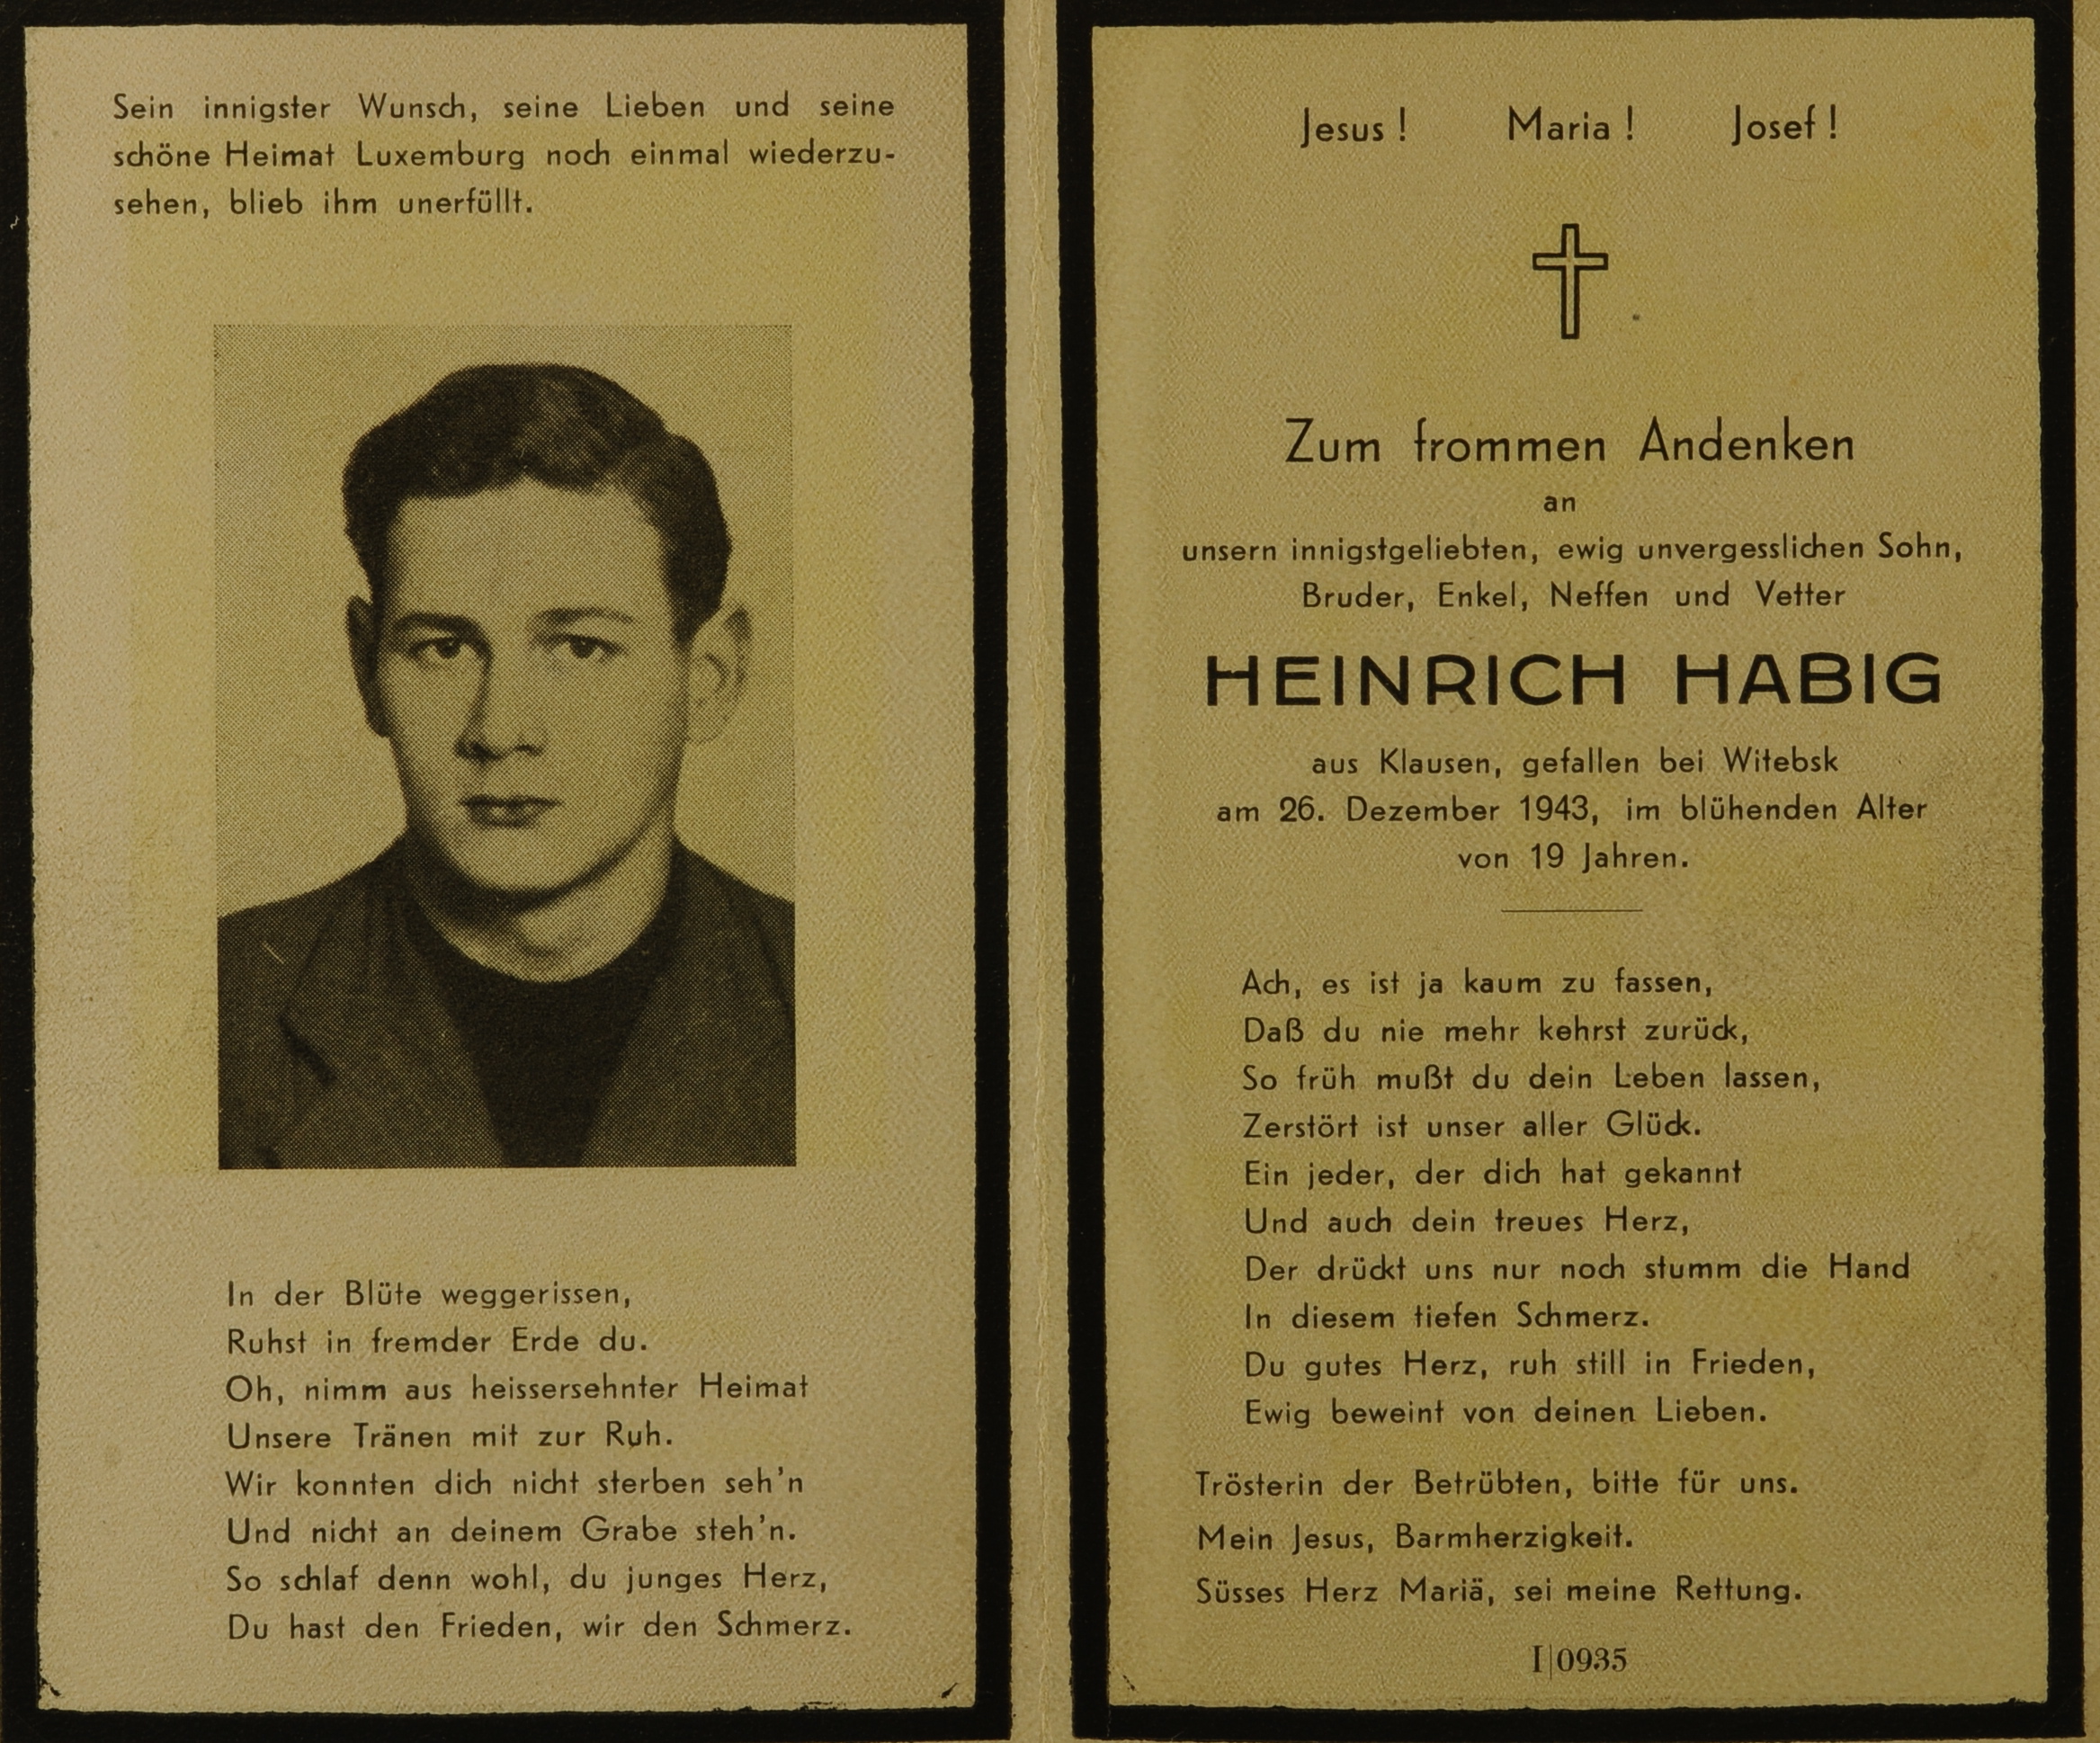 Sein innigster Wunsch, seine Lieben und seine
schöne Heimat Luxemburg noch einmal wiederzu-
sehen, blieb ihm unerfüllt.
In der Blüte weggerissen,
Ruhst in fremder Erde du.
Oh, nimm aus heissersehnter Heimat
Unsere Tränen mit zur Ruh.
Wir konnten dich nicht sterben seh'n
Und nicht an deinem Grabe steh'n.
So schlaf denn wohl, du junges Herz,
Du hast den Frieden, wir den Schmerz.
Jesus ! Maria ! Josef !
Zum frommen Andenken
an
unsern innigstgeliebten, ewig unvergesslichen Sohn,
Bruder, Enkel, Neffen und Vetter
HEINRICH HABIG
aus Klausen, gefallen bei Witebsk
am 26. Dezember 1943, im blühenden Alter
von 19 Jahren.
Ach, es ist ja kaum zu fassen,
Daß du nie mehr kehrst zurück,
So früh mußt du dein Leben lassen,
Zerstört ist unser aller Glück.
Ein jeder, der dich hat gekannt
Und auch dein treues Herz,
Der drückt uns nur noch stumm die Hand
In diesem tiefen Schmerz.
Du gutes Herz, ruh still in Frieden,
Ewig beweint von deinen Lieben.
Trösterin der Betrübten, bitte für uns.
Mein Jesus, Barmherzigkeit.
Süsses Herz Mariä, sei meine Rettung.
I|0935